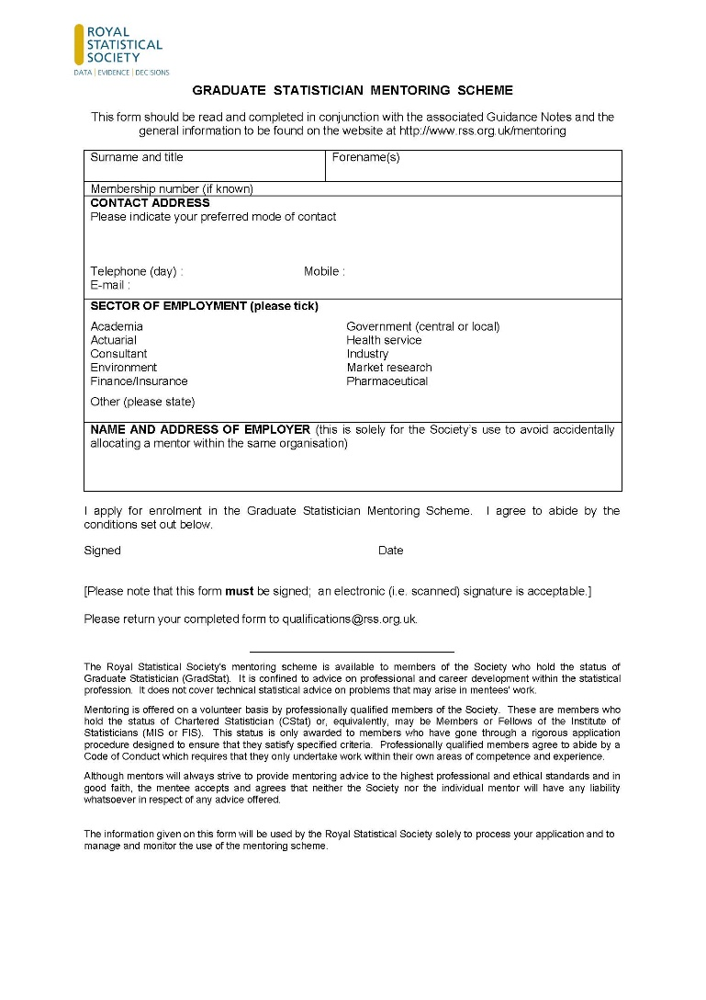 ROYAL
STATISTICAL
SOCIETY
DATA | EVIDENCE | DECISIONS
GRADUATE STATISTICIAN MENTORING SCHEME
This form should be read and completed in conjunction with the associated Guidance Notes and the
general information to be found on the website at http://www.rss.org.uk/mentoring
Surname and title Forename(s)
Membership number (if known)
CONTACT ADDRESS
Please indicate your preferred mode of contact
Telephone (day) : Mobile :
E-mail :
SECTOR OF EMPLOYMENT (please tick)
Academia Government (central or local)
Actuarial Health service
Consultant Industry
Environment Market research
Finance/Insurance Pharmaceutical
Other (please state)
NAME AND ADDRESS OF EMPLOYER (this is solely for the Society's use to avoid accidentally
allocating a mentor within the same organisation)
I apply for enrolment in the Graduate Statistician Mentoring Scheme. I agree to abide by the
conditions set out below.
Signed Date
[Please note that this form must be signed; an electronic (i.e. scanned) signature is acceptable.]
Please return your completed form to qualifications@rss.org.uk.
The Royal Statistical Society's mentoring scheme is available to members of the Society who hold the status of
Graduate Statistician (GradStat). It is confined to advice on professional and career development within the statistical
profession. It does not cover technical statistical advice on problems that may arise in mentees' work.
Mentoring is offered on a volunteer basis by professionally qualified members of the Society. These are members who
hold the status of Chartered Statistician (CStat) or, equivalently, may be Members or Fellows of the Institute of
Statisticians (MIS or FIS). This status is only awarded to members who have gone through a rigorous application
procedure designed to ensure that they satisfy specified criteria. Professionally qualified members agree to abide by a
Code of Conduct which requires that they only undertake work within their own areas of competence and experience.
Although mentors will always strive to provide mentoring advice to the highest professional and ethical standards and in
good faith, the mentee accepts and agrees that neither the Society nor the individual mentor will have any liability
whatsoever in respect of any advice offered.
The information given on this form will be used by the Royal Statistical Society solely to process your application and to
manage and monitor the use of the mentoring scheme.